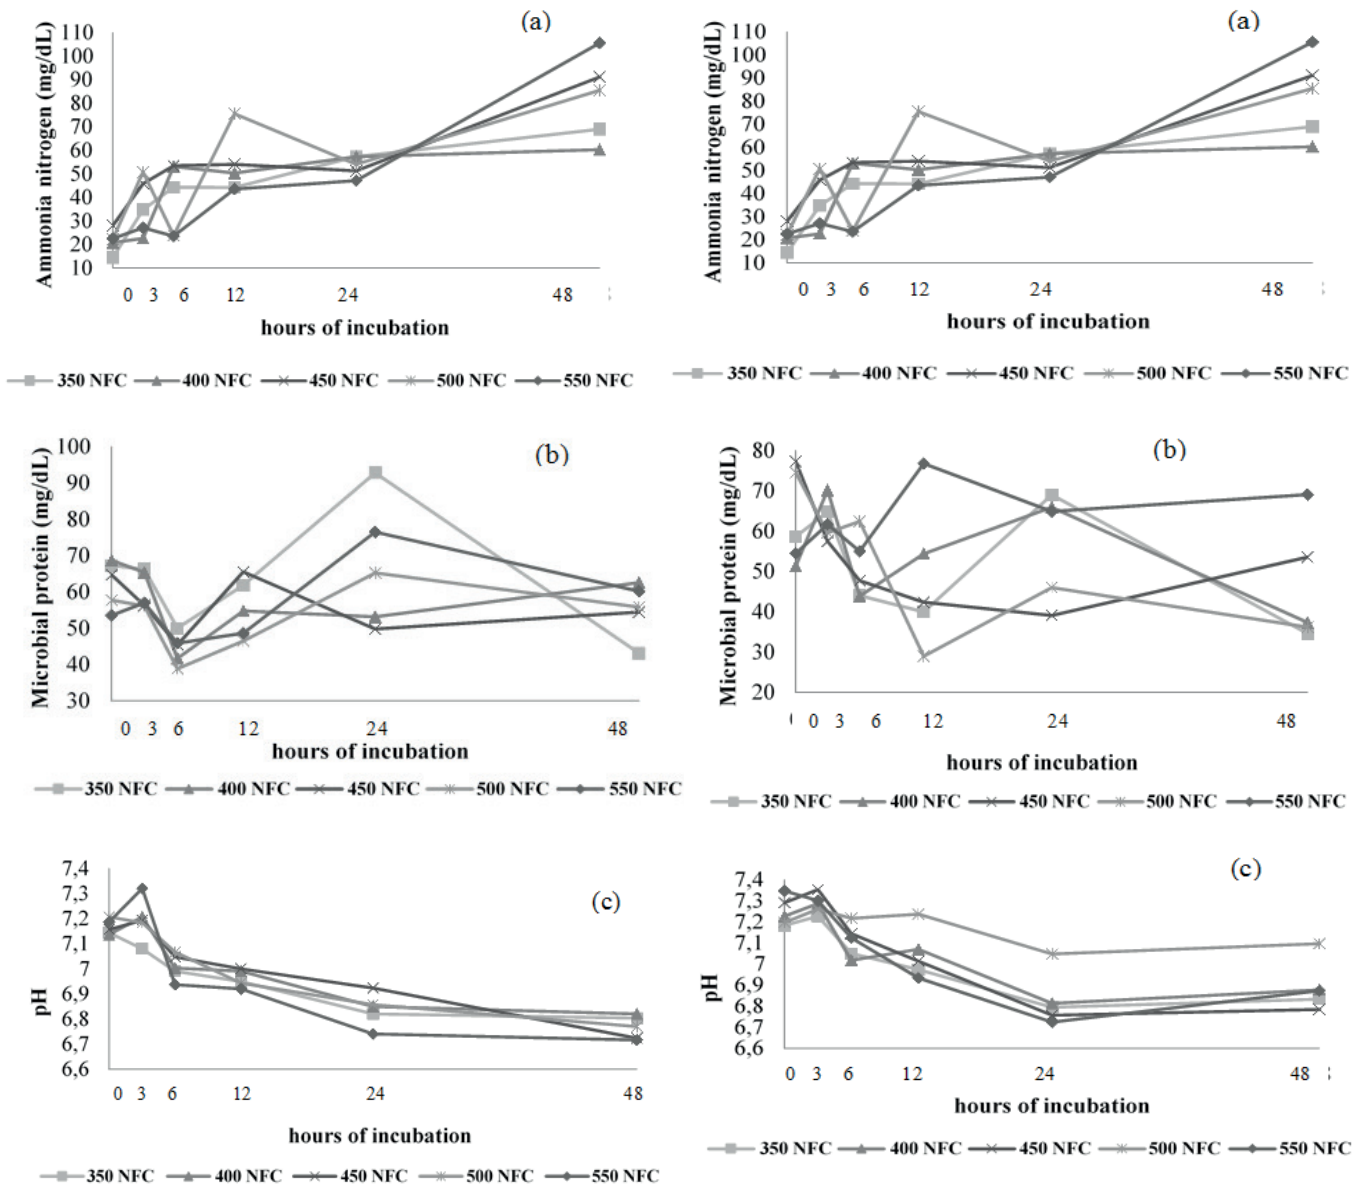 (a)
Ammonia nitrogen (mg/dL)
110
100
90
80
70
60
50
40
30
20
10
0 3 6 12 24 48
hours of incubation
350 NFC 400 NFC 450 NFC 500 NFC 550 NFC
(a)
Ammonia nitrogen (mg/dL)
110
100
90
80
70
60
50
40
30
20
10
0 3 6 12 24 48
hours of incubation
350 NFC 400 NFC 450 NFC 500 NFC 550 NFC
(b)
Microbial protein (mg/dL)
100
90
80
70
60
50
40
30
0 3 6 12 24 48
hours of incubation
350 NFC 400 NFC 450 NFC 500 NFC 550 NFC
(b)
Microbial protein (mg/dL)
80
70
60
50
40
30
20
0 3 6 12 24 48
hours of incubation
350 NFC 400 NFC 450 NFC 500 NFC 550 NFC
(c)
pH
7,4
7,3
7,2
7,1
7
6,9
6,8
6,7
6,6
0 3 6 12 24 48
hours of incubation
350 NFC 400 NFC 450 NFC 500 NFC 550 NFC
(c)
pH
7,4
7,3
7,2
7,1
7
6,9
6,8
6,7
6,6
0 3 6 12 24 48
hours of incubation
350 NFC 400 NFC 450 NFC 500 NFC 550 NFC